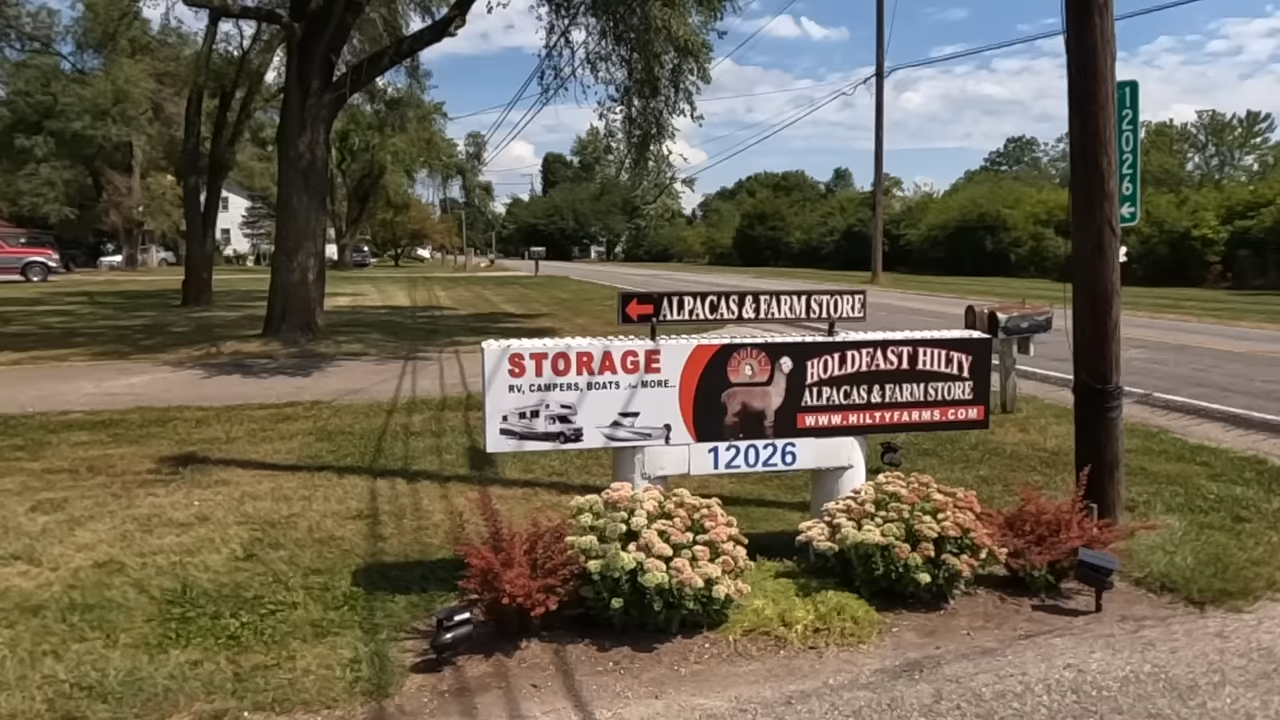 12026
ALPACAS & FARM STORE
STORAGE
RV, CAMPERS, BOATS And MORE..
HOLDFAST HILTY
ALPACAS & FARM STORE
WWW.HILTYFARMS.COM
12026